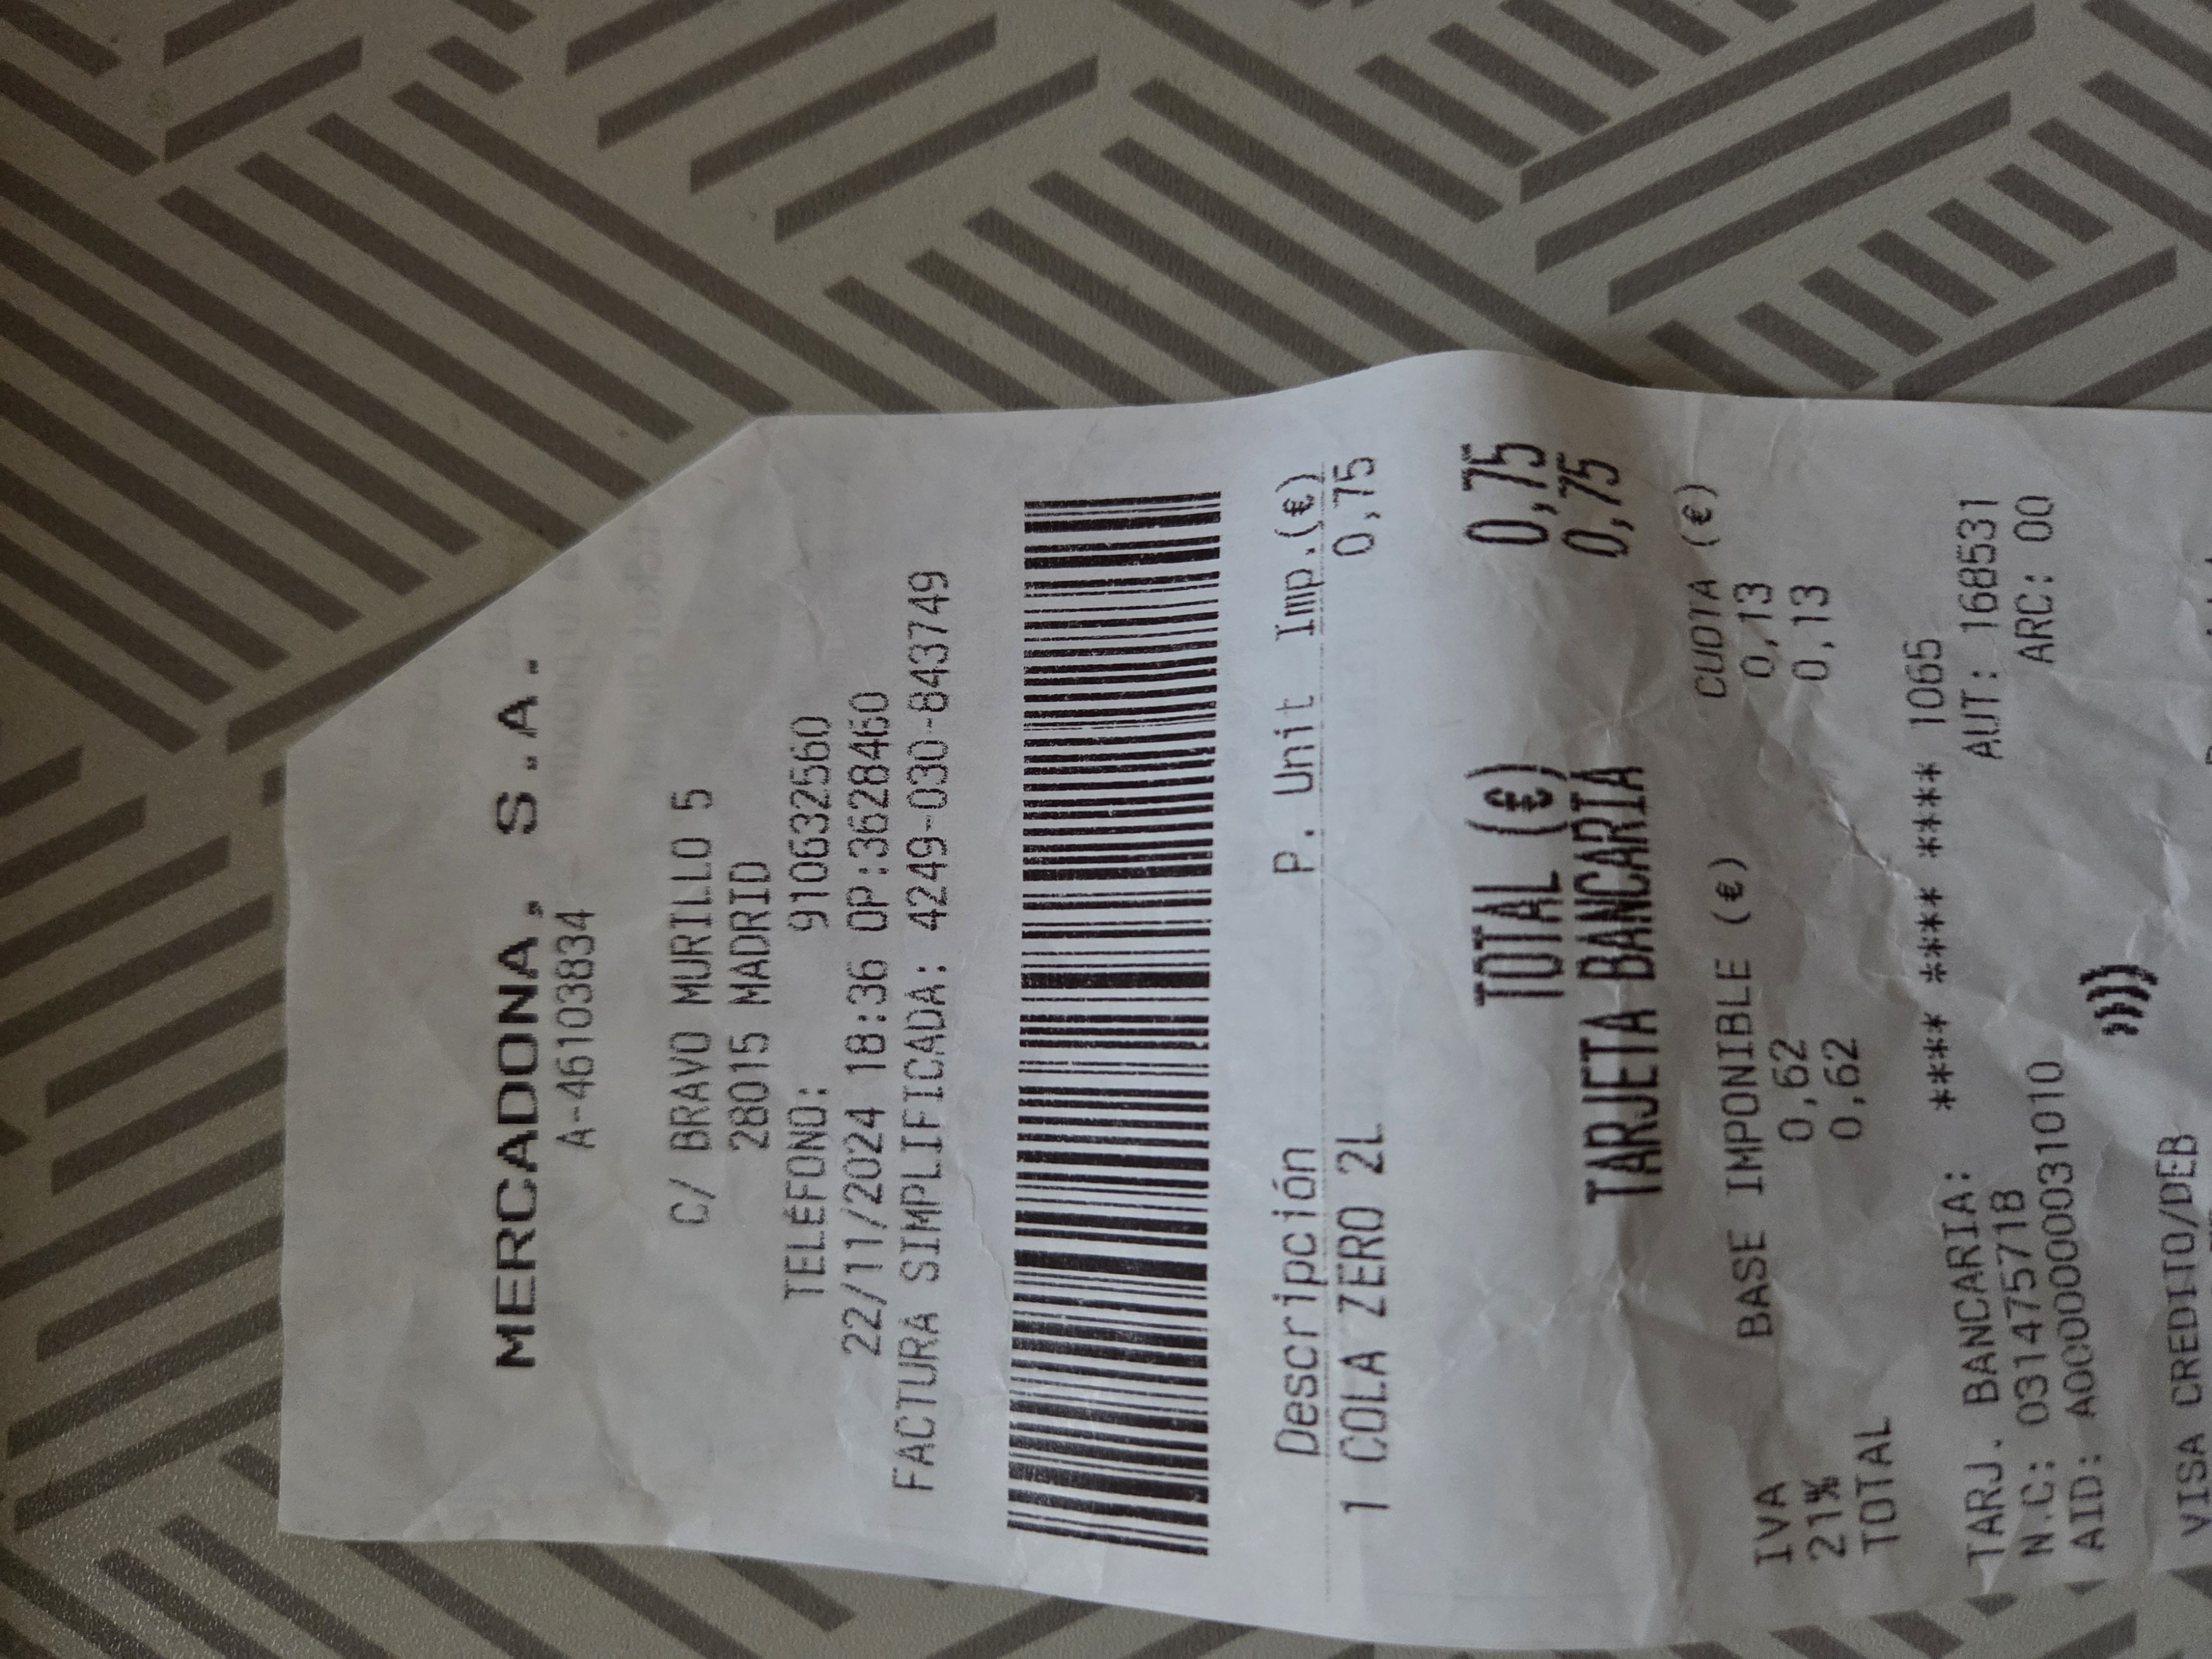 MERCADONA, S.A.
A-46103834
C/ BRAVO MURILLO 5
28015 MADRID
TELÉFONO: 910632560
22/11/2024 18:36 OP:3628460
FACTURA SIMPLIFICADA: 4249-030-843749
Descripción P. Unit Imp.(€)
1 COLA ZERO 2L 0,75
TOTAL (€) 0,75
TARJETA BANCARIA 0,75
IVA BASE IMPONIBLE (€) CUOTA (€)
21% 0,62 0,13
TOTAL 0,62 0,13
TARJ. BANCARIA: **** **** **** 1065
N.C: 031475718 AUT: 168531
AID: A0000000031010 ARC: 00
VISA CREDITO/DEB